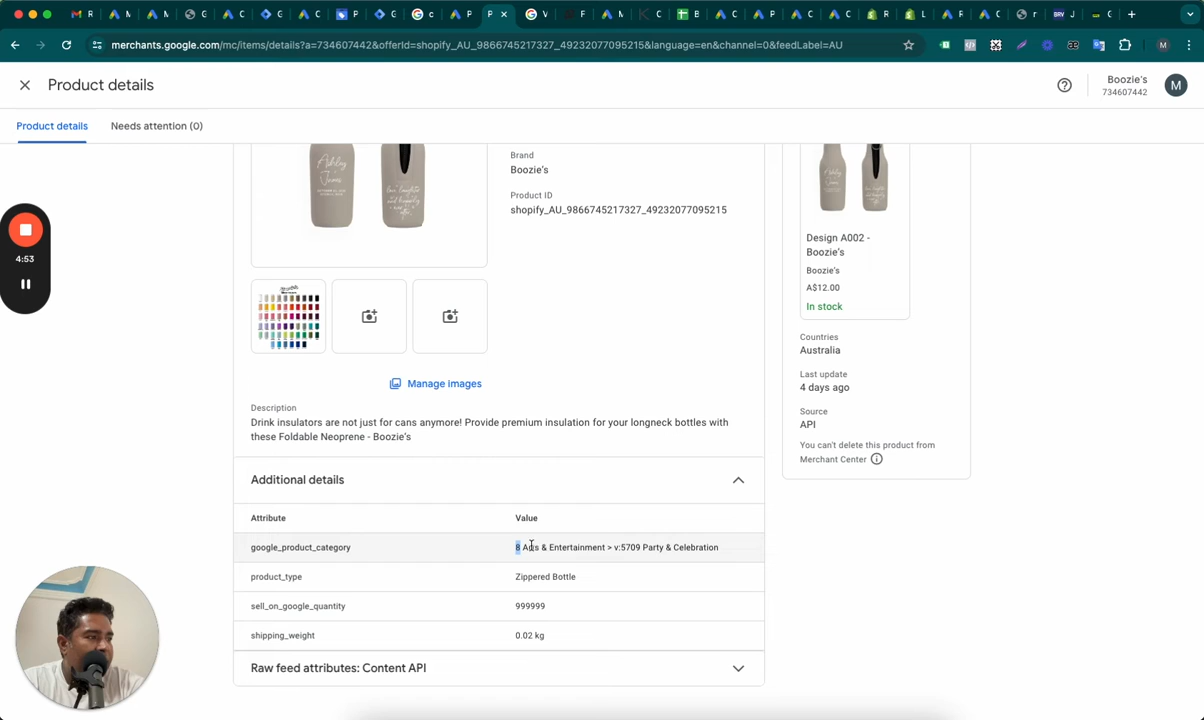 merchants.google.com/mc/items/details?a=734607442&offerId=shopify_AU_9866745217327_49232077095215&language=en&channel=0&feedLabel=AU
Product details
Boozie's
734607442
M
Product details
Needs attention (0)
Ashley
James
Brand
Boozie's
Product ID
shopify_AU_9866745217327_49232077095215
4:53
Design A002 -
Boozie's
Boozie's
A$12.00
In stock
Countries
Australia
Last update
4 days ago
Source
API
You can't delete this product from
Merchant Center
Manage images
Description
Drink insulators are not just for cans anymore! Provide premium insulation for your longneck bottles with
these Foldable Neoprene - Boozie's
Additional details
Attribute
Value
google_product_category
8 Arts & Entertainment > v:5709 Party & Celebration
product_type
Zippered Bottle
sell_on_google_quantity
999999
shipping_weight
0.02 kg
Raw feed attributes: Content API